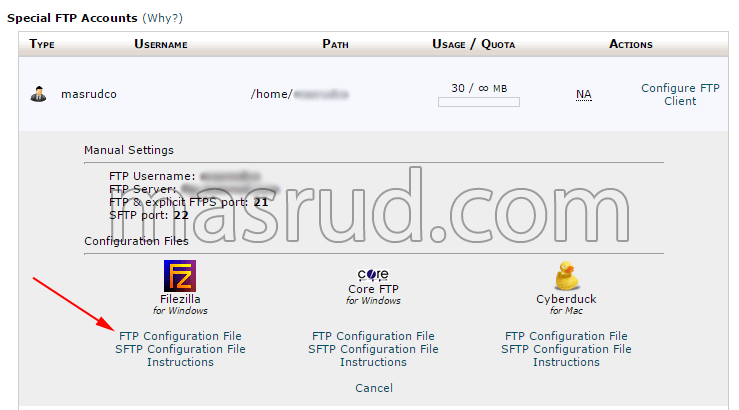 Special FTP Accounts (Why?)
Type Username Path Usage / Quota Actions
masrudco /home/ 30 / ∞ MB NA Configure FTP
Client
Manual Settings
FTP Username:
FTP Server:
FTP & explicit FTPS port: 21
SFTP port: 22
masrud.com
Configuration Files
Fz core
Filezilla Core FTP Cyberduck
for Windows for Windows for Mac
FTP Configuration File FTP Configuration File FTP Configuration File
SFTP Configuration File SFTP Configuration File SFTP Configuration File
Instructions Instructions Instructions
Cancel